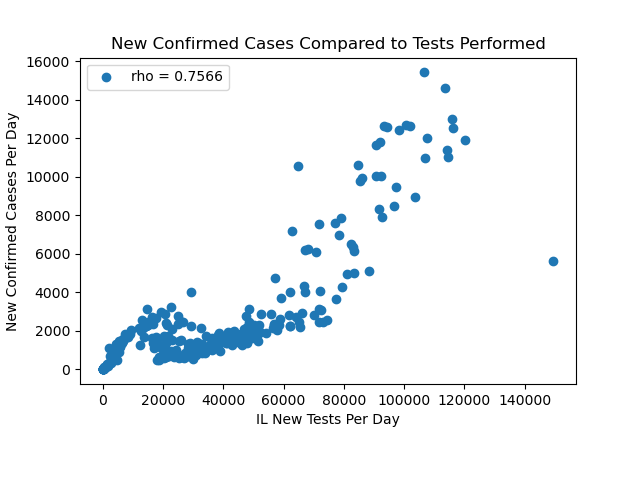 New Confirmed Cases Compared to Tests Performed
rho = 0.7566
16000
14000
12000
10000
8000
6000
4000
2000
0
New Confirmed Caeses Per Day
0 20000 40000 60000 80000 100000 120000 140000
IL New Tests Per Day